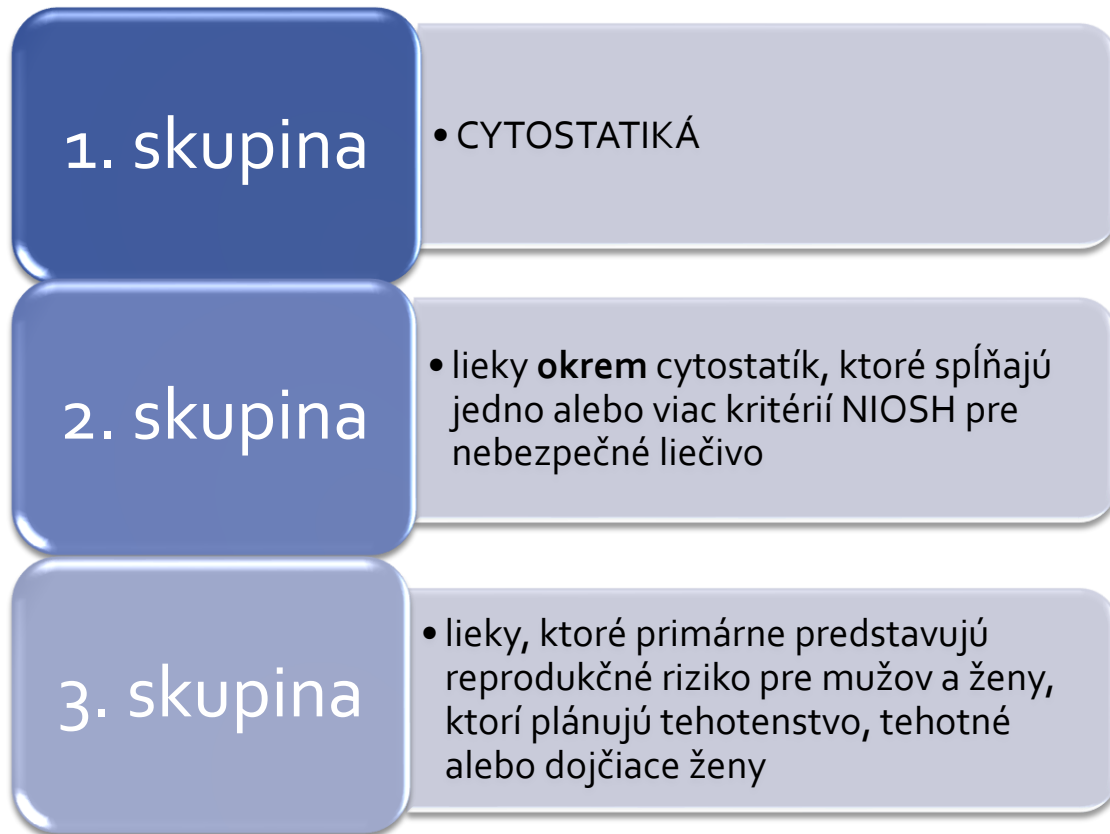 1. skupina
• CYTOSTATIKÁ
2. skupina
• lieky okrem cytostatík, ktoré spĺňajú
jedno alebo viac kritérií NIOSH pre
nebezpečné liečivo
3. skupina
• lieky, ktoré primárne predstavujú
reprodukčné riziko pre mužov a ženy,
ktorí plánujú tehotenstvo, tehotné
alebo dojčiace ženy